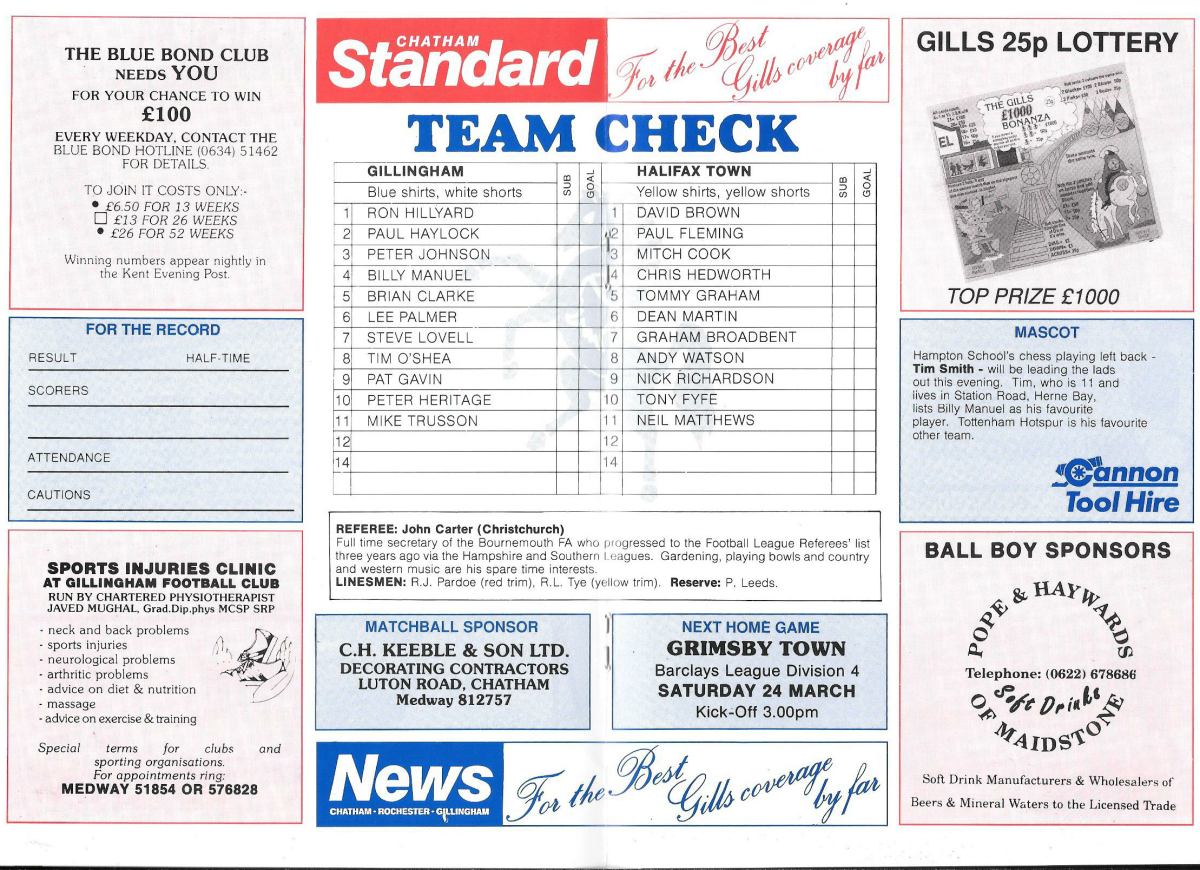 THE BLUE BOND CLUB
NEEDS YOU
FOR YOUR CHANCE TO WIN
£100
EVERY WEEKDAY, CONTACT THE
BLUE BOND HOTLINE (0634) 51462
FOR DETAILS.
TO JOIN IT COSTS ONLY:-
£6.50 FOR 13 WEEKS
£13 FOR 26 WEEKS
£26 FOR 52 WEEKS
Winning numbers appear nightly in
the Kent Evening Post.
FOR THE RECORD
RESULT HALF-TIME
SCORERS
ATTENDANCE
CAUTIONS
SPORTS INJURIES CLINIC
AT GILLINGHAM FOOTBALL CLUB
RUN BY CHARTERED PHYSIOTHERAPIST
JAVED MUGHAL, Grad.Dip.phys MCSP SRP
- neck and back problems
- sports injuries
- neurological problems
- arthritic problems
- advice on diet & nutrition
- massage
- advice on exercise & training
Special terms for clubs and
sporting organisations.
For appointments ring:
MEDWAY 51854 OR 576828
CHATHAM
Standard
For the Best
Gills coverage
by far
TEAM CHECK
GILLINGHAM SUB GOAL HALIFAX TOWN SUB GOAL
Blue shirts, white shorts Yellow shirts, yellow shorts
1 RON HILLYARD 1 DAVID BROWN
2 PAUL HAYLOCK 2 PAUL FLEMING
3 PETER JOHNSON 3 MITCH COOK
4 BILLY MANUEL 4 CHRIS HEDWORTH
5 BRIAN CLARKE 5 TOMMY GRAHAM
6 LEE PALMER 6 DEAN MARTIN
7 STEVE LOVELL 7 GRAHAM BROADBENT
8 TIM O'SHEA 8 ANDY WATSON
9 PAT GAVIN 9 NICK RICHARDSON
10 PETER HERITAGE 10 TONY FYFE
11 MIKE TRUSSON 11 NEIL MATTHEWS
12 12
14 14
REFEREE: John Carter (Christchurch)
Full time secretary of the Bournemouth FA who progressed to the Football League Referees' list
three years ago via the Hampshire and Southern Leagues. Gardening, playing bowls and country
and western music are his spare time interests.
LINESMEN: R.J. Pardoe (red trim), R.L. Tye (yellow trim). Reserve: P. Leeds.
MATCHBALL SPONSOR
C.H. KEEBLE & SON LTD.
DECORATING CONTRACTORS
LUTON ROAD, CHATHAM
Medway 812757
NEXT HOME GAME
GRIMSBY TOWN
Barclays League Division 4
SATURDAY 24 MARCH
Kick-Off 3.00pm
News
CHATHAM - ROCHESTER - GILLINGHAM
For the Best
Gills coverage
by far
GILLS 25p LOTTERY
THE GILLS
£1000
BONANZA
TOP PRIZE £1000
MASCOT
Hampton School's chess playing left back -
Tim Smith - will be leading the lads
out this evening. Tim, who is 11 and
lives in Station Road, Herne Bay,
lists Billy Manuel as his favourite
player. Tottenham Hotspur is his favourite
other team.
Cannon
Tool Hire
BALL BOY SPONSORS
POPE & HAYWARDS
Telephone: (0622) 678686
Soft Drinks
OF MAIDSTONE
Soft Drink Manufacturers & Wholesalers of
Beers & Mineral Waters to the Licensed Trade